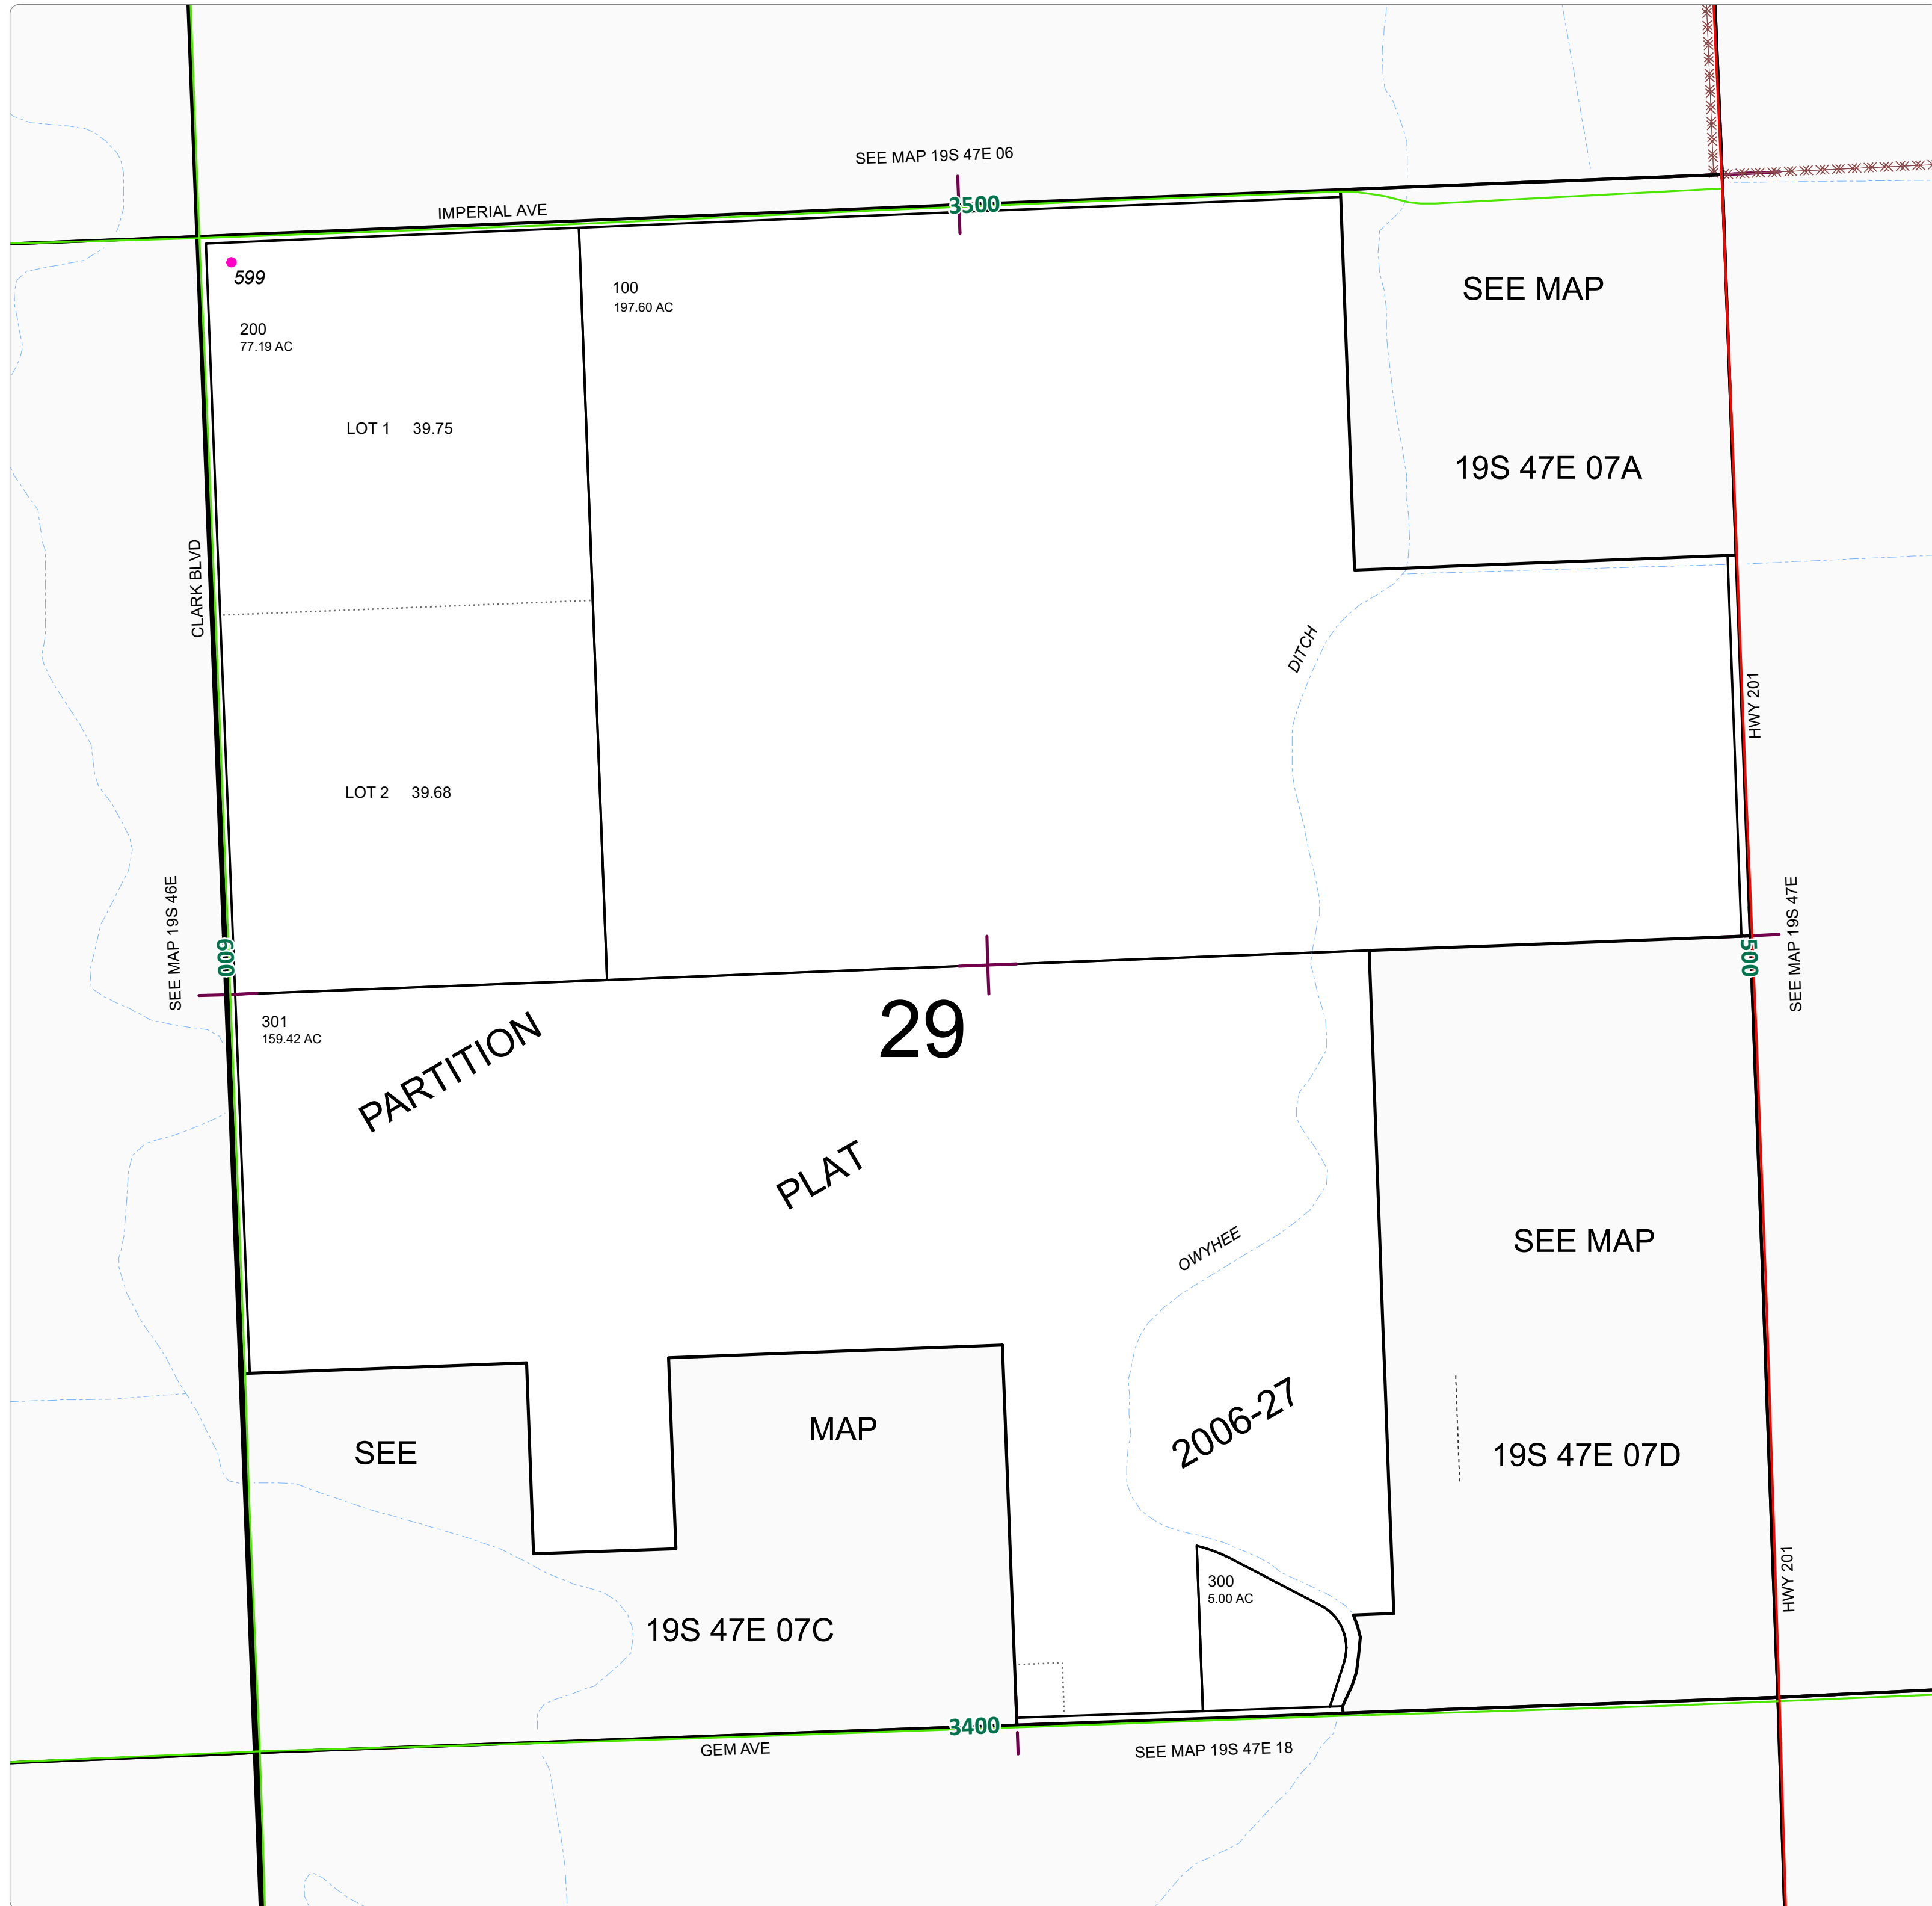 SEE MAP 19S 47E 06
3500
IMPERIAL AVE
599
100
197.60 AC
SEE MAP
200
77.19 AC
LOT 1 39.75
19S 47E 07A
CLARK BLVD
DITCH
HWY 201
LOT 2 39.68
SEE MAP 19S 46E
600
500
SEE MAP 19S 47E
301
159.42 AC
29
PARTITION
PLAT
OWYHEE
SEE MAP
2006-27
SEE
MAP
19S 47E 07D
300
5.00 AC
HWY 201
19S 47E 07C
3400
GEM AVE
SEE MAP 19S 47E 18